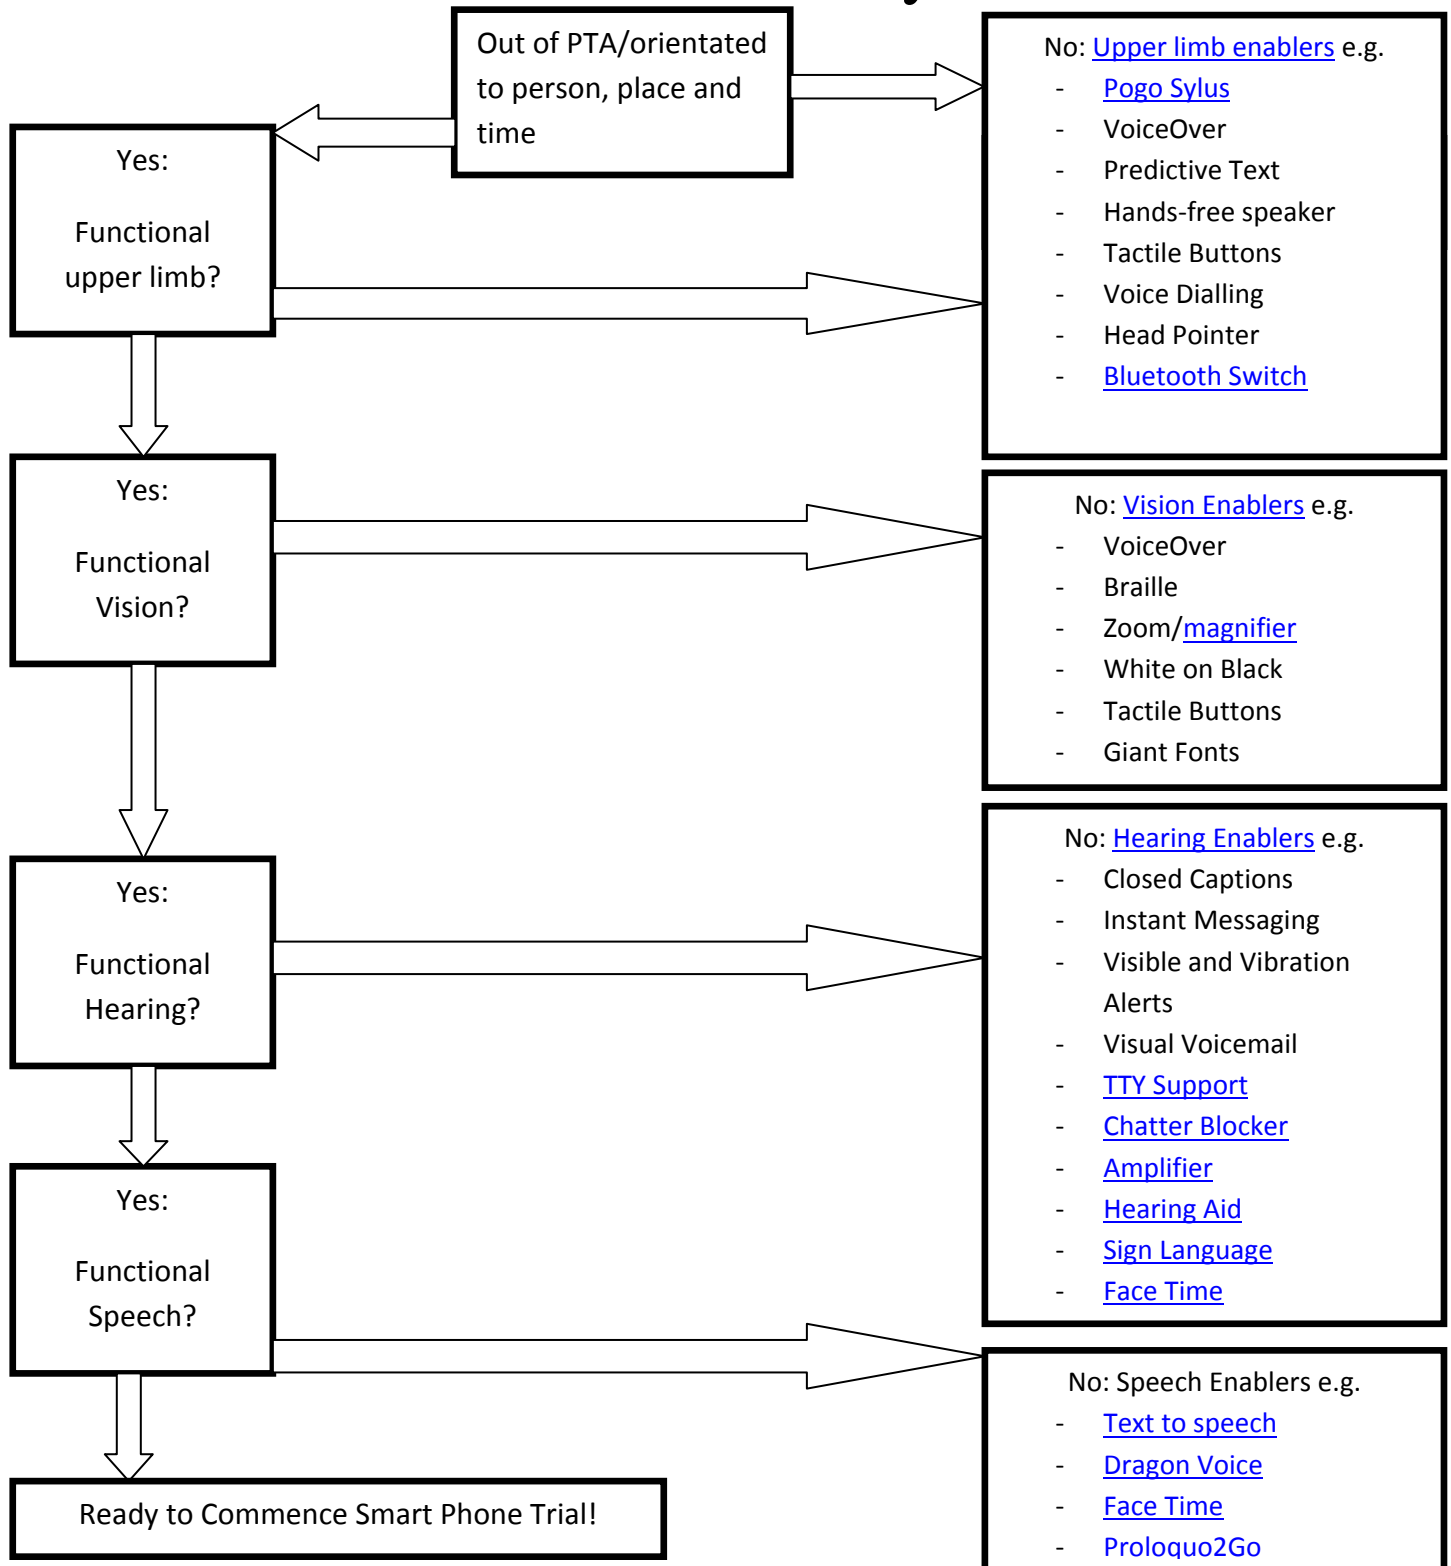 Out of PTA/orientated
to person, place and
time
No: Upper limb enablers e.g.
- Pogo Sylus
- VoiceOver
- Predictive Text
- Hands-free speaker
- Tactile Buttons
- Voice Dialling
- Head Pointer
- Bluetooth Switch
Yes:
Functional
upper limb?
Yes:
Functional
Vision?
No: Vision Enablers e.g.
- VoiceOver
- Braille
- Zoom/magnifier
- White on Black
- Tactile Buttons
- Giant Fonts
Yes:
Functional
Hearing?
No: Hearing Enablers e.g.
- Closed Captions
- Instant Messaging
- Visible and Vibration
Alerts
- Visual Voicemail
- TTY Support
- Chatter Blocker
- Amplifier
- Hearing Aid
- Sign Language
- Face Time
Yes:
Functional
Speech?
No: Speech Enablers e.g.
- Text to speech
- Dragon Voice
- Face Time
- Proloquo2Go
Ready to Commence Smart Phone Trial!